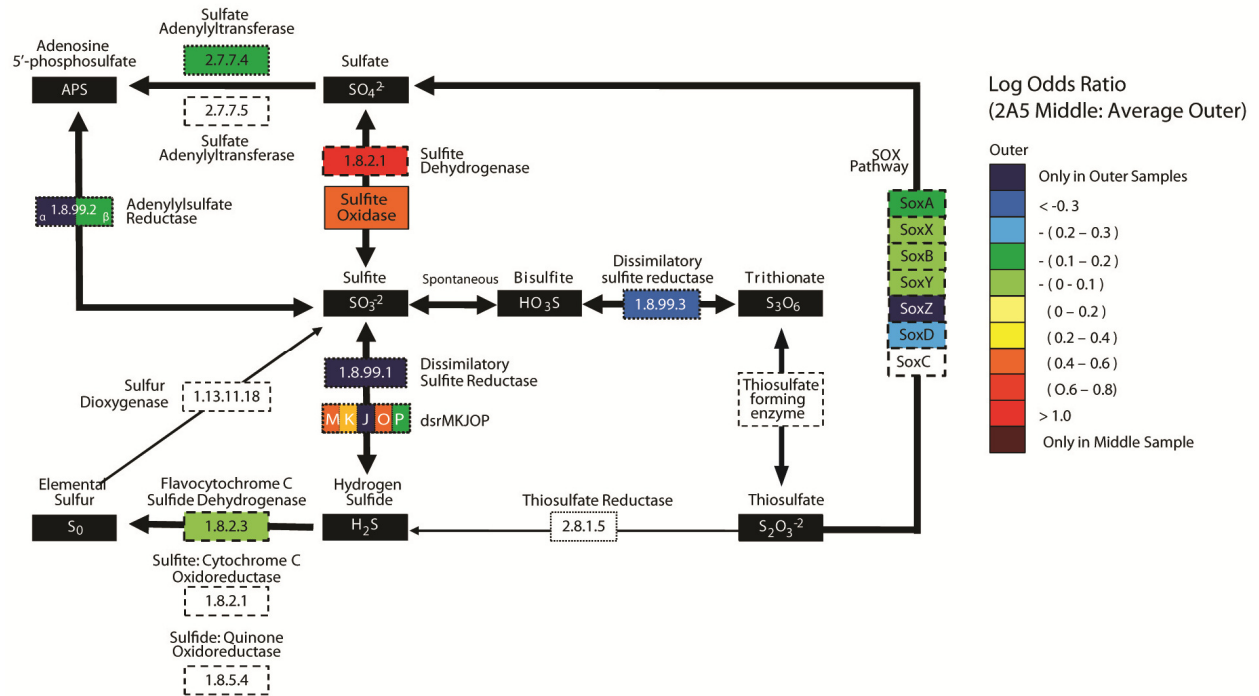 Sulfate
Adenylyltransferase
Adenosine
5'-phosphosulfate
2.7.7.4
Sulfate
APS
SO₄²⁻
2.7.7.5
Sulfate
Adenylyltransferase
1.8.2.1
Sulfite
Dehydrogenase
Sulfite
Oxidase
α 1.8.99.2 β
Adenylylsulfate
Reductase
Sulfite
SO₃⁻²
Spontaneous
Bisulfite
HO₃S
Dissimilatory
sulfite reductase
1.8.99.3
Trithionate
S₃O₆
1.8.99.1
Dissimilatory
Sulfite Reductase
M K J O P
dsrMKJOP
Sulfur
Dioxygenase
1.13.11.18
Thiosulfate
forming
enzyme
Elemental
Sulfur
S₀
Flavocytochrome C
Sulfide Dehydrogenase
1.8.2.3
Hydrogen
Sulfide
H₂S
Thiosulfate Reductase
2.8.1.5
Thiosulfate
S₂O₃⁻²
Sulfite: Cytochrome C
Oxidoreductase
1.8.2.1
Sulfide: Quinone
Oxidoreductase
1.8.5.4
SOX
Pathway
SoxA
SoxX
SoxB
SoxY
SoxZ
SoxD
SoxC
Log Odds Ratio
(2A5 Middle: Average Outer)
Outer
Only in Outer Samples
< -0.3
- ( 0.2 – 0.3 )
- ( 0.1 – 0.2 )
- ( 0 - 0.1 )
( 0 – 0.2 )
( 0.2 – 0.4 )
( 0.4 – 0.6 )
( 0.6 – 0.8)
> 1.0
Only in Middle Sample